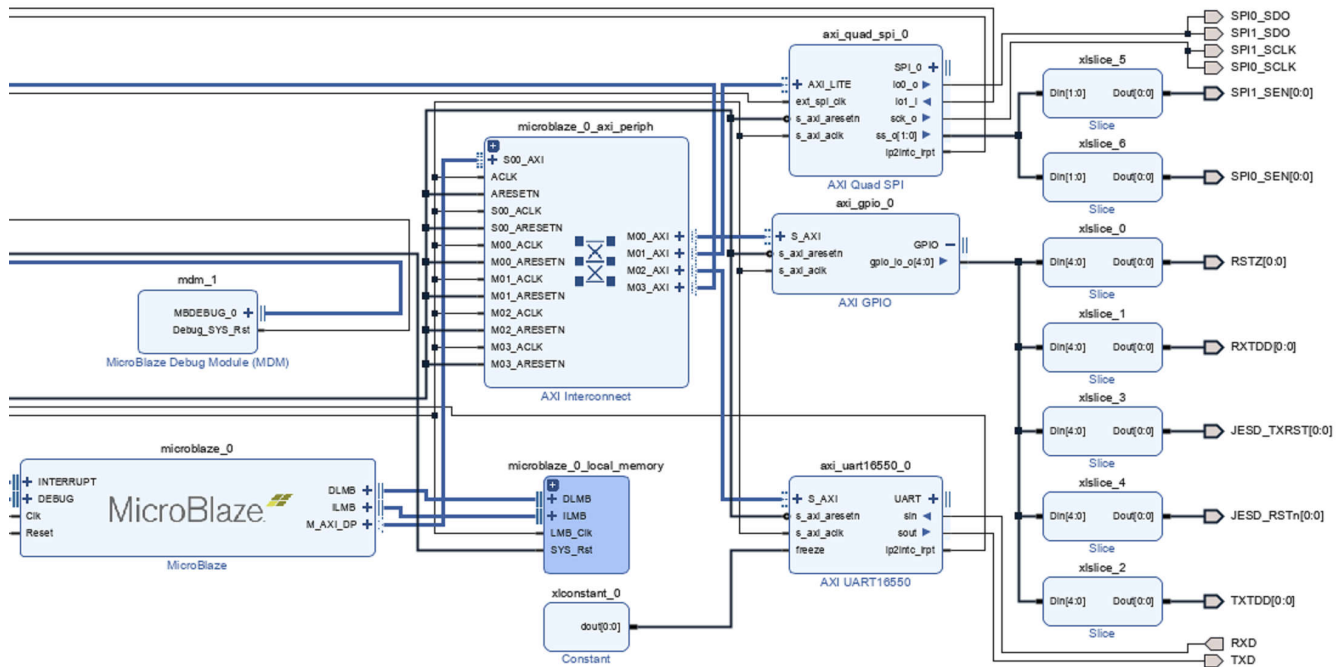 axi_quad_spi_0
SPI_0
AXI_LITE
io0_o
ext_spi_clk
io1_i
s_axi_aresetn
sck_o
s_axi_aclk
ss_o[1:0]
ip2intc_irpt
AXI Quad SPI
SPI0_SDO
SPI1_SDO
SPI1_SCLK
SPI0_SCLK
xlslice_5
Din[1:0]
Dout[0:0]
Slice
SPI1_SEN[0:0]
xlslice_6
Din[1:0]
Dout[0:0]
Slice
SPI0_SEN[0:0]
microblaze_0_axi_periph
S00_AXI
ACLK
ARESETN
S00_ACLK
S00_ARESETN
M00_ACLK
M00_ARESETN
M01_ACLK
M01_ARESETN
M02_ACLK
M02_ARESETN
M03_ACLK
M03_ARESETN
M00_AXI
M01_AXI
M02_AXI
M03_AXI
AXI Interconnect
axi_gpio_0
S_AXI
s_axi_aresetn
s_axi_aclk
GPIO
gpio_io_o[4:0]
AXI GPIO
xlslice_0
Din[4:0]
Dout[0:0]
Slice
RSTZ[0:0]
xlslice_1
Din[4:0]
Dout[0:0]
Slice
RXTDD[0:0]
xlslice_3
Din[4:0]
Dout[0:0]
Slice
JESD_TXRST[0:0]
xlslice_4
Din[4:0]
Dout[0:0]
Slice
JESD_RSTn[0:0]
xlslice_2
Din[4:0]
Dout[0:0]
Slice
TXTDD[0:0]
RXD
TXD
mdm_1
MBDEBUG_0
Debug_SYS_Rst
MicroBlaze Debug Module (MDM)
microblaze_0
INTERRUPT
DEBUG
Clk
Reset
MicroBlaze
DLMB
ILMB
M_AXI_DP
MicroBlaze
microblaze_0_local_memory
DLMB
ILMB
LMB_Clk
SYS_Rst
xlconstant_0
dout[0:0]
Constant
axi_uart16550_0
S_AXI
s_axi_aresetn
s_axi_aclk
freeze
UART
sin
sout
ip2intc_irpt
AXI UART16550